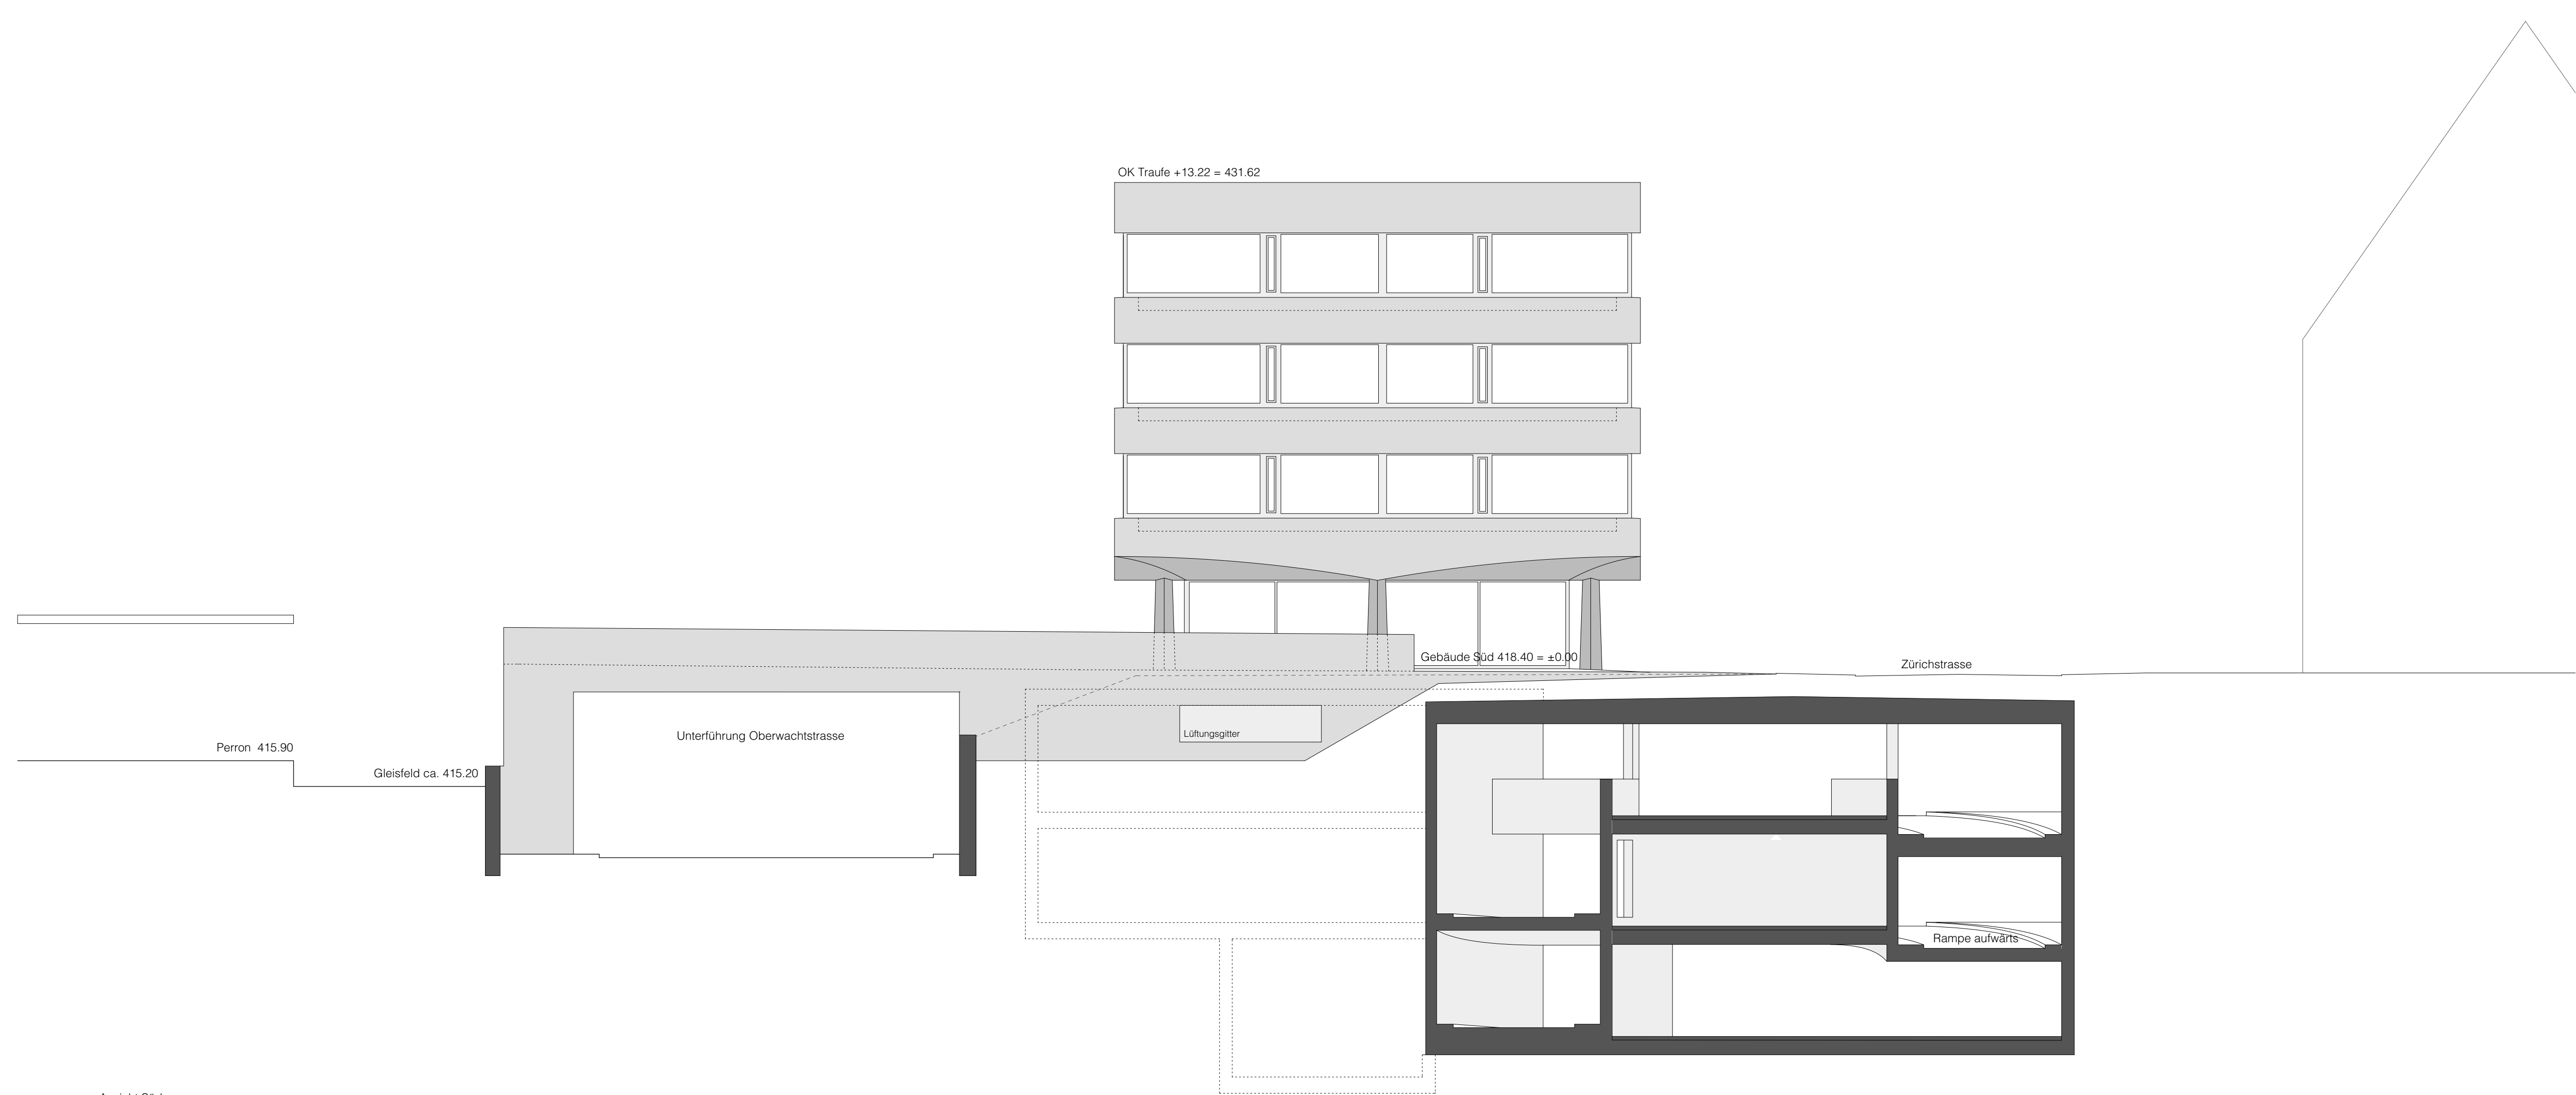 OK Traufe +13.22 = 431.62
Gebäude Süd 418.40 = ±0.00
Zürichstrasse
Lüftungsgitter
Unterführung Oberwachtstrasse
Perron 415.90
Gleisfeld ca. 415.20
Rampe aufwärts